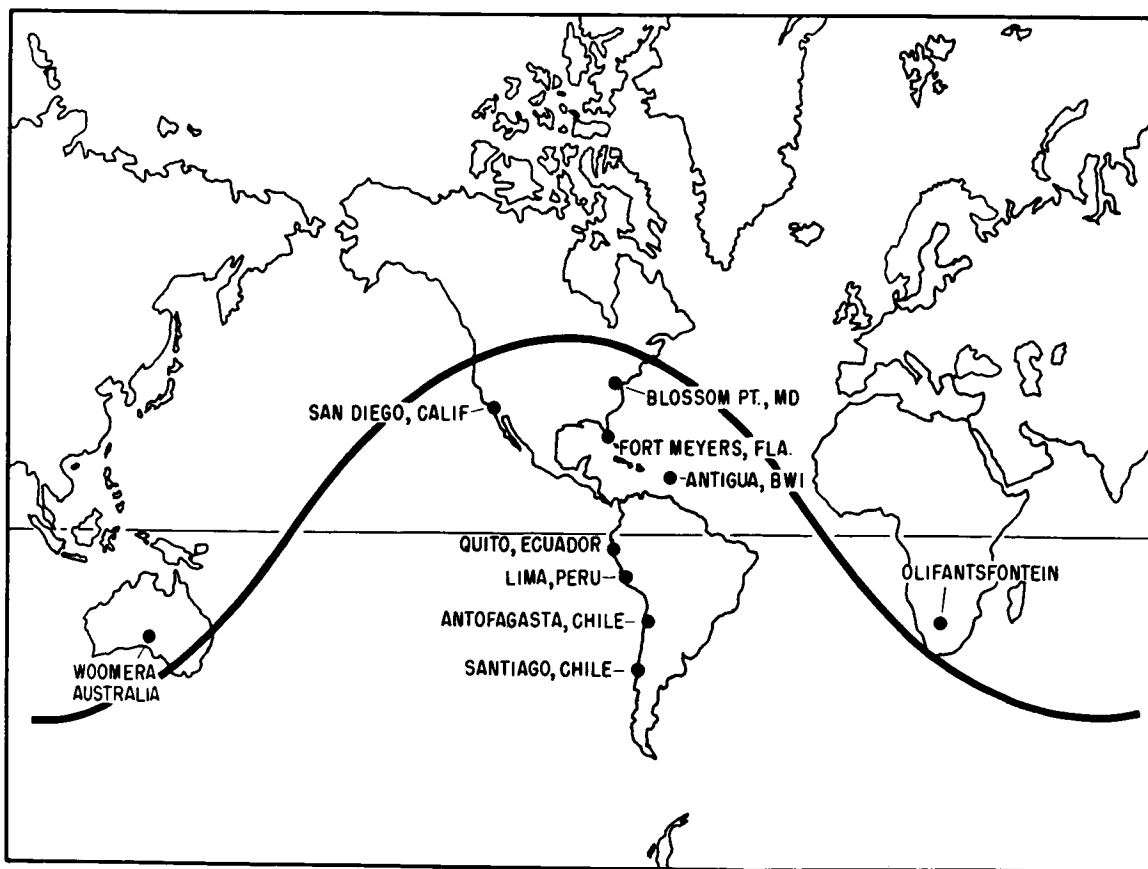 BLOSSOM PT., MD
SAN DIEGO, CALIF
FORT MEYERS, FLA.
ANTIGUA, BWI
QUITO, ECUADOR
OLIFANTSFONTEIN
LIMA, PERU
ANTOFAGASTA, CHILE
WOOMERA
AUSTRALIA
SANTIAGO, CHILE